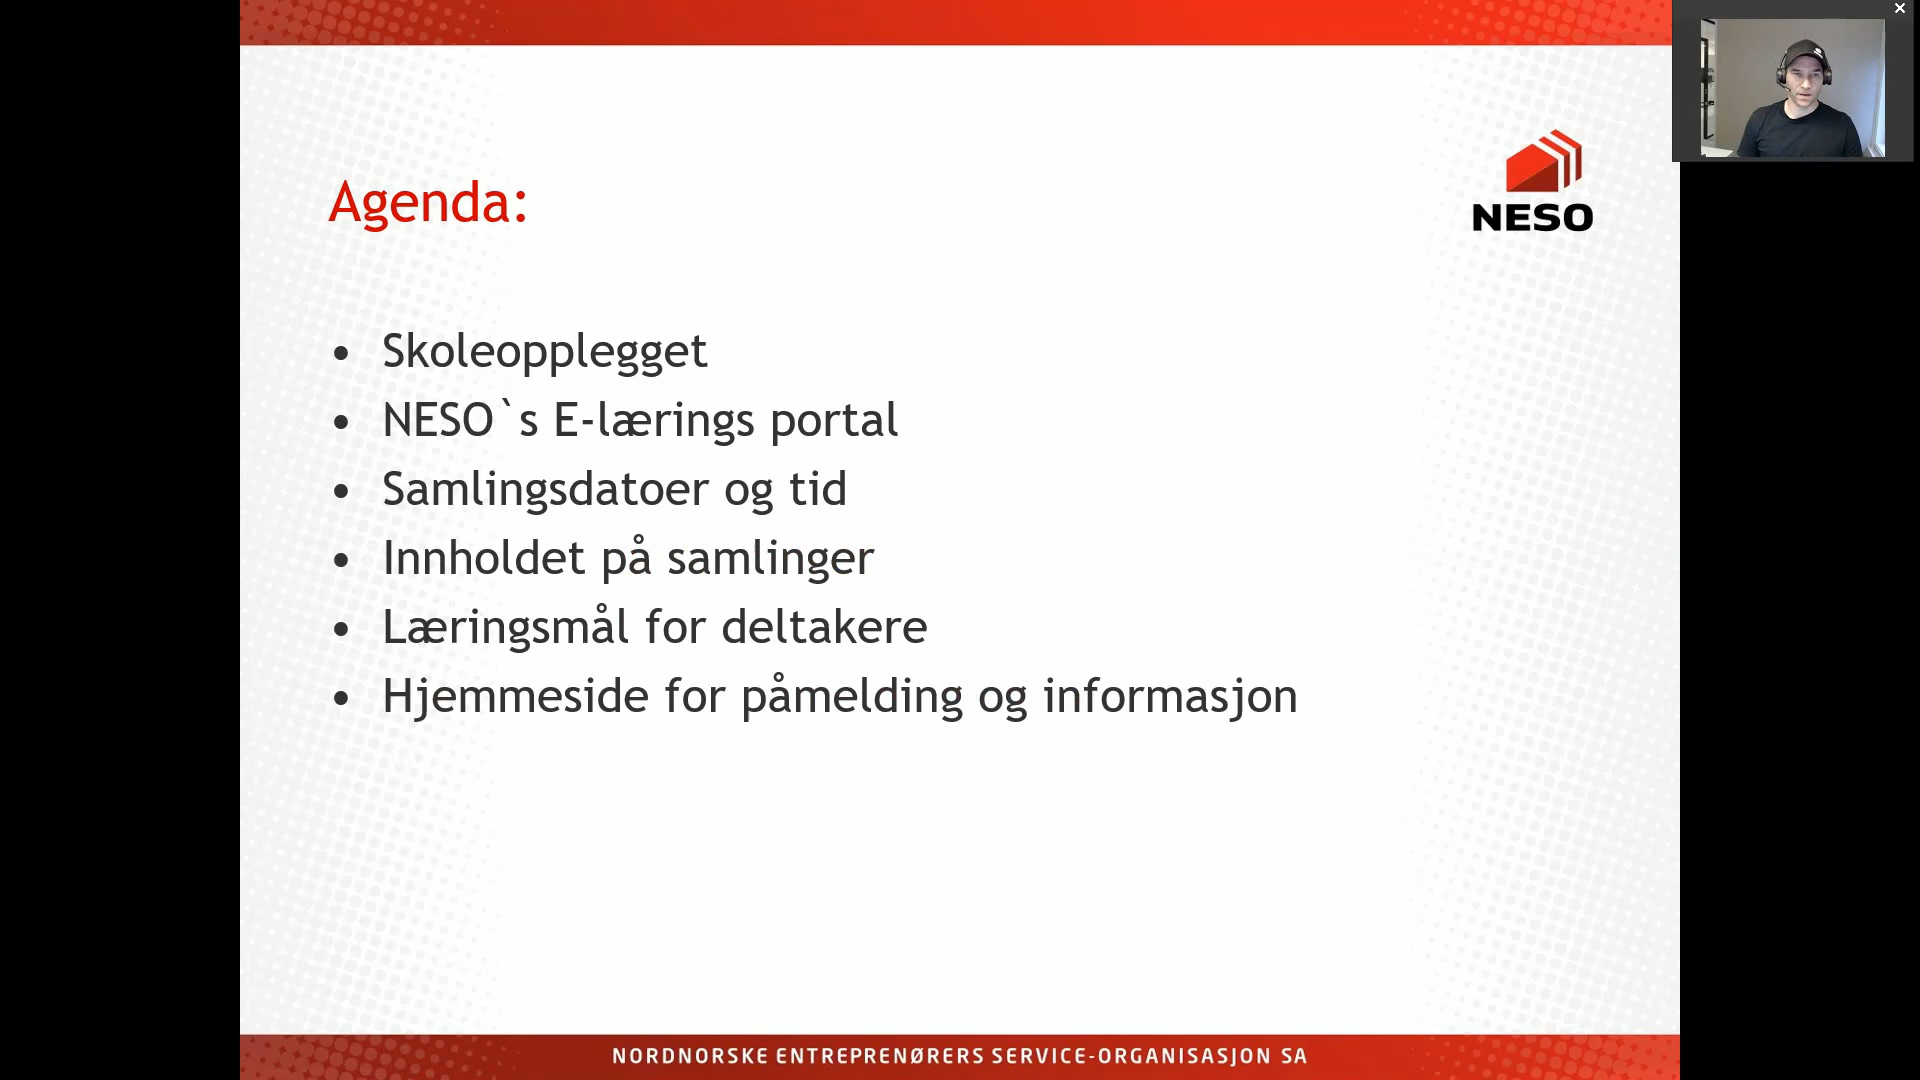 Agenda:
NESO
• Skoleopplegget
• NESO`s E-lærings portal
• Samlingsdatoer og tid
• Innholdet på samlinger
• Læringsmål for deltakere
• Hjemmeside for påmelding og informasjon
NORDNORSKE ENTREPRENØRERS SERVICE-ORGANISASJON SA